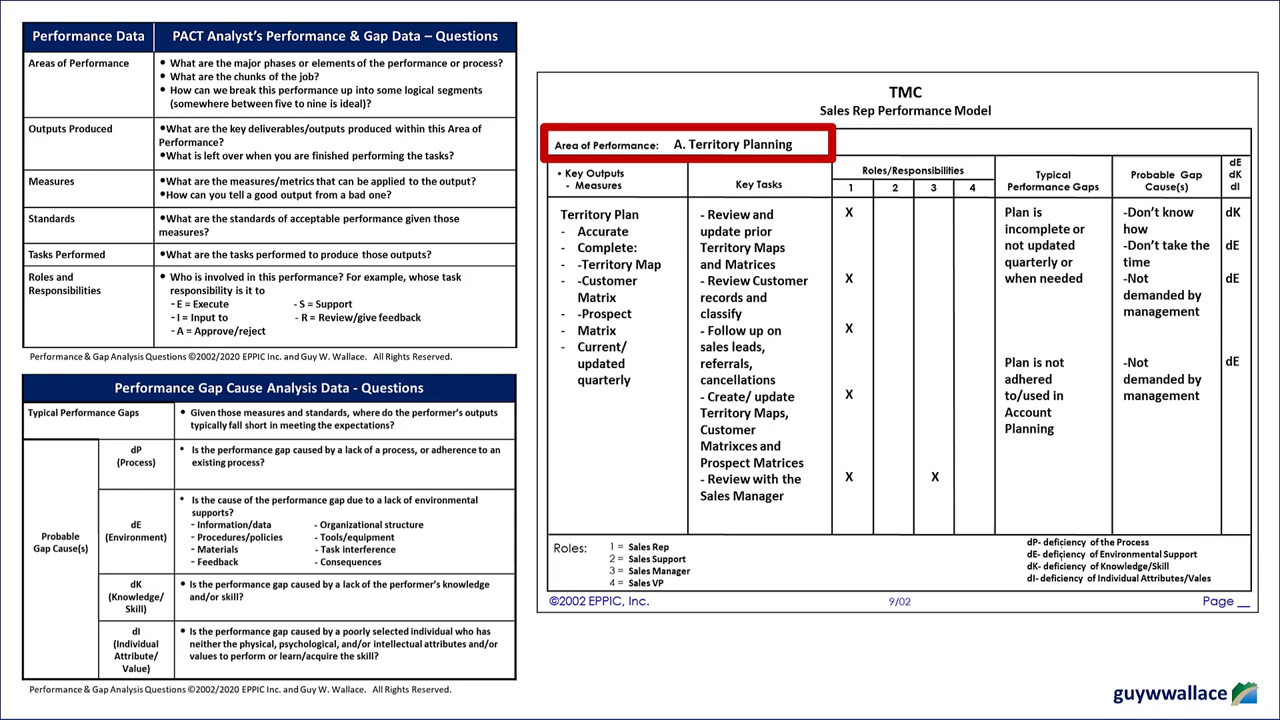 Performance Data
PACT Analyst's Performance & Gap Data – Questions
Areas of Performance
• What are the major phases or elements of the performance or process?
• What are the chunks of the job?
• How can we break this performance up into some logical segments
(somewhere between five to nine is ideal)?
Outputs Produced
•What are the key deliverables/outputs produced within this Area of
Performance?
•What is left over when you are finished performing the tasks?
Measures
•What are the measures/metrics that can be applied to the output?
•How can you tell a good output from a bad one?
Standards
•What are the standards of acceptable performance given those
measures?
Tasks Performed
•What are the tasks performed to produce those outputs?
Roles and
Responsibilities
• Who is involved in this performance? For example, whose task
responsibility is it to
- E = Execute - S = Support
- I = Input to - R = Review/give feedback
- A = Approve/reject
Performance & Gap Analysis Questions ©2002/2020 EPPIC Inc. and Guy W. Wallace. All Rights Reserved.
Performance Gap Cause Analysis Data - Questions
Typical Performance Gaps
• Given those measures and standards, where do the performer's outputs
typically fall short in meeting the expectations?
Probable
Gap Cause(s)
dP
(Process)
• Is the performance gap caused by a lack of a process, or adherence to an
existing process?
dE
(Environment)
• Is the cause of the performance gap due to a lack of environmental
supports?
- Information/data - Organizational structure
- Procedures/policies - Tools/equipment
- Materials - Task interference
- Feedback - Consequences
dK
(Knowledge/
Skill)
• Is the performance gap caused by a lack of the performer's knowledge
and/or skill?
dI
(Individual
Attribute/
Value)
• Is the performance gap caused by a poorly selected individual who has
neither the physical, psychological, and/or intellectual attributes and/or
values to perform or learn/acquire the skill?
Performance & Gap Analysis Questions ©2002/2020 EPPIC Inc. and Guy W. Wallace. All Rights Reserved.
TMC
Sales Rep Performance Model
Area of Performance: A. Territory Planning
• Key Outputs
- Measures
Key Tasks
Roles/Responsibilities
1 2 3 4
Typical
Performance Gaps
Probable Gap
Cause(s)
dE
dK
dI
Territory Plan
- Accurate
- Complete:
- -Territory Map
- -Customer
Matrix
- -Prospect
- Matrix
- Current/
updated
quarterly
- Review and
update prior
Territory Maps
and Matrices
- Review Customer
records and
classify
- Follow up on
sales leads,
referrals,
cancellations
- Create/ update
Territory Maps,
Customer
Matrixces and
Prospect Matrices
- Review with the
Sales Manager
X
X
X
X
X X
Plan is
incomplete or
not updated
quarterly or
when needed
Plan is not
adhered
to/used in
Account
Planning
-Don't know
how
-Don't take the
time
-Not
demanded by
management
-Not
demanded by
management
dK
dE
dE
dE
Roles:
1 = Sales Rep
2 = Sales Support
3 = Sales Manager
4 = Sales VP
dP- deficiency of the Process
dE- deficiency of Environmental Support
dK- deficiency of Knowledge/Skill
dI- deficiency of Individual Attributes/Vales
©2002 EPPIC, Inc.
9/02
Page __
guywwallace